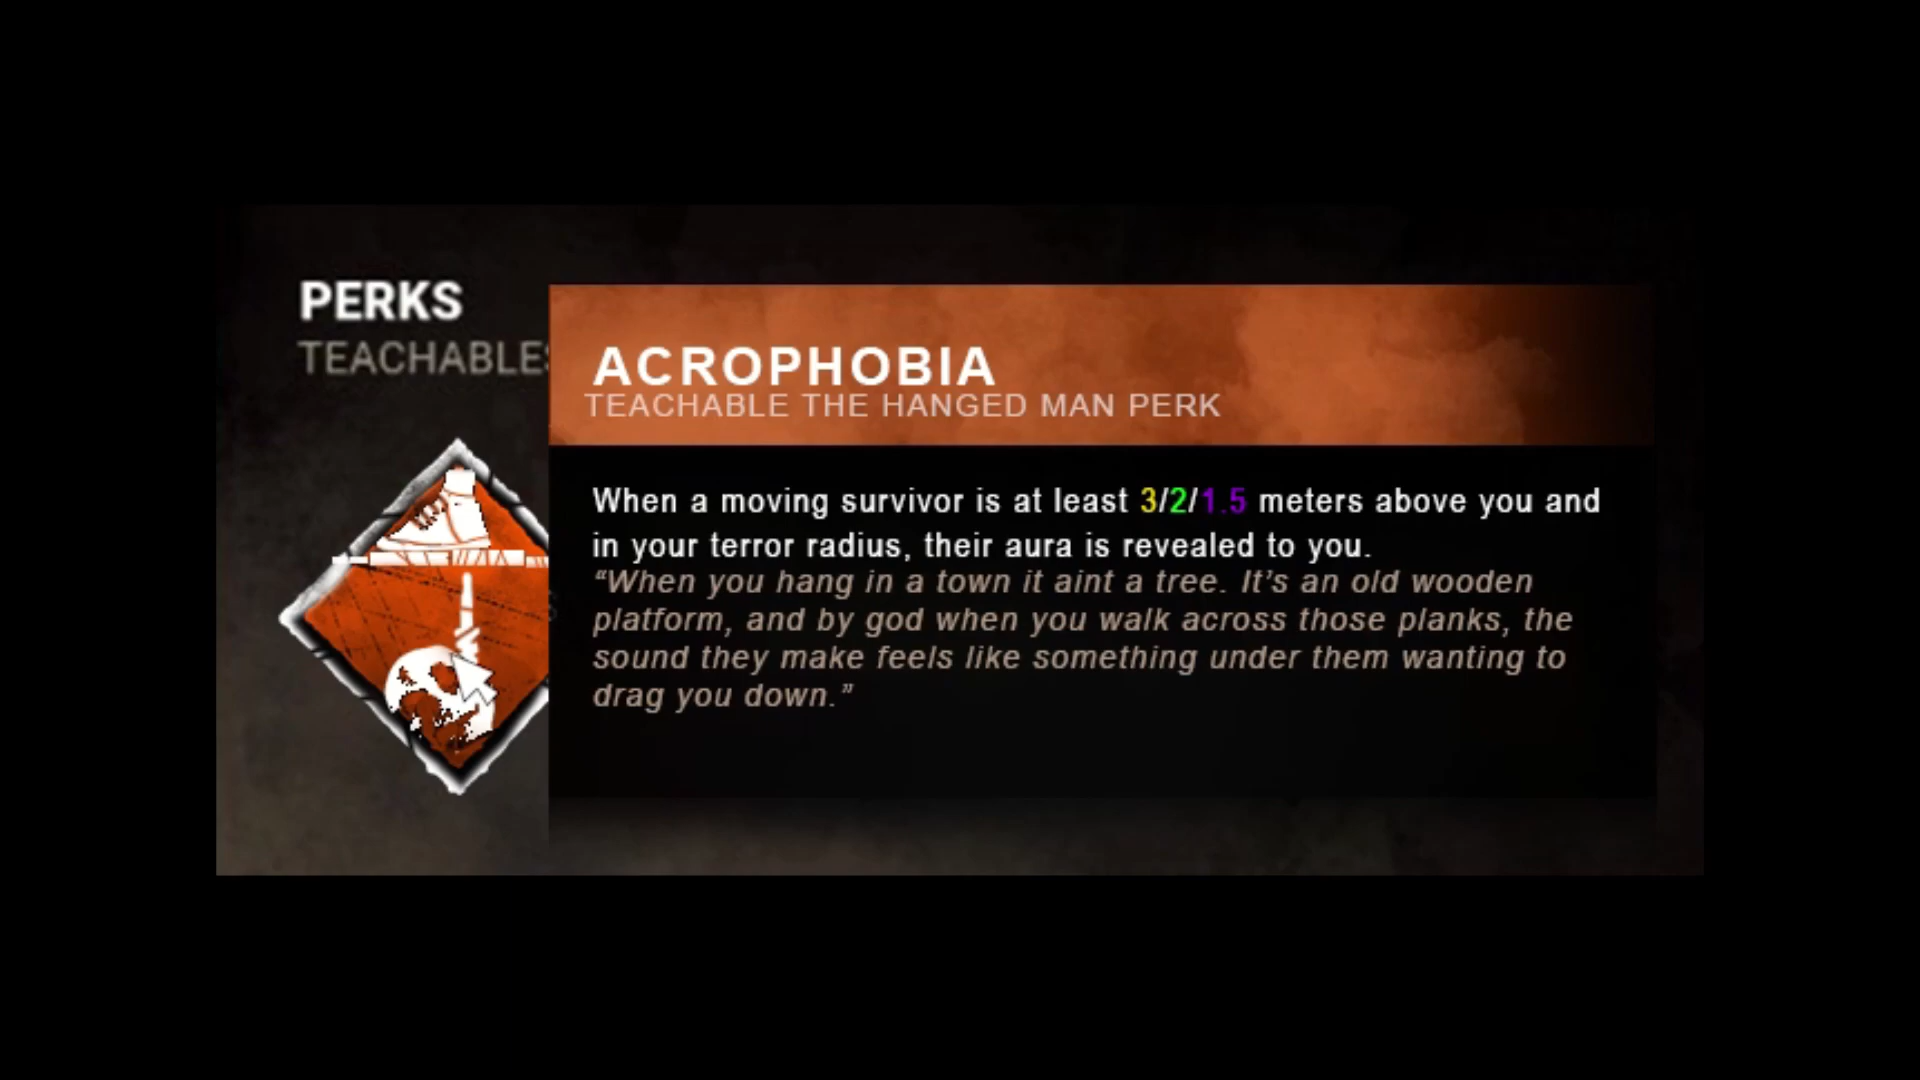 PERKS
TEACHABLES
ACROPHOBIA
TEACHABLE THE HANGED MAN PERK
When a moving survivor is at least 3/2/1.5 meters above you and
in your terror radius, their aura is revealed to you.
“When you hang in a town it aint a tree. It’s an old wooden
platform, and by god when you walk across those planks, the
sound they make feels like something under them wanting to
drag you down.”